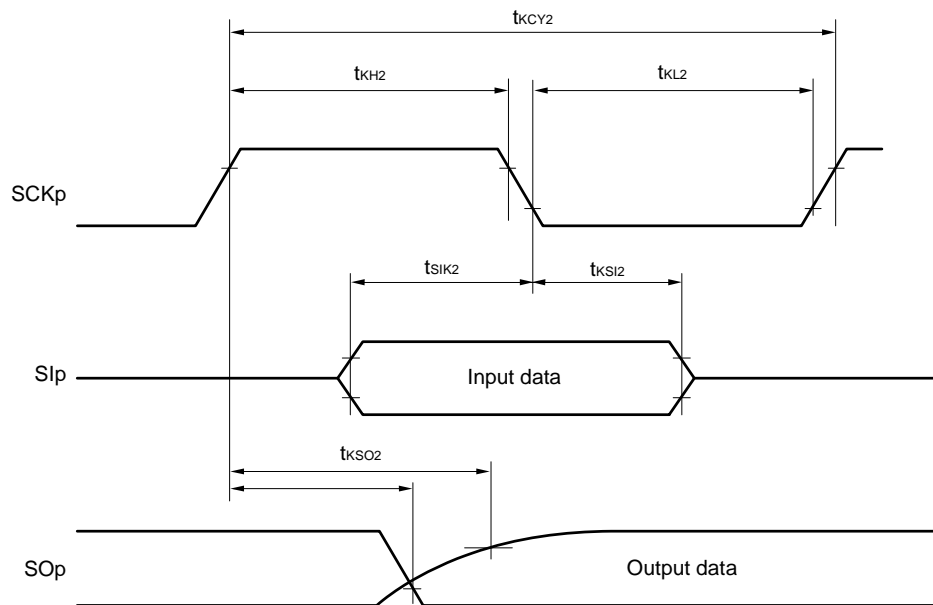 tKCY2
tKH2
tKL2
SCKp
tSIK2
tKSI2
SIp
Input data
tKSO2
SOp
Output data